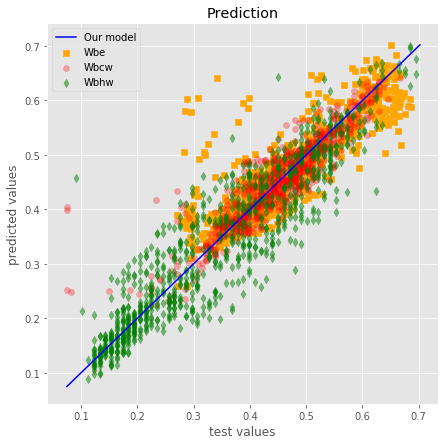 Prediction
Our model
Wbe
Wbcw
Wbhw
predicted values
0.7
0.6
0.5
0.4
0.3
0.2
0.1
0.1 0.2 0.3 0.4 0.5 0.6 0.7
test values